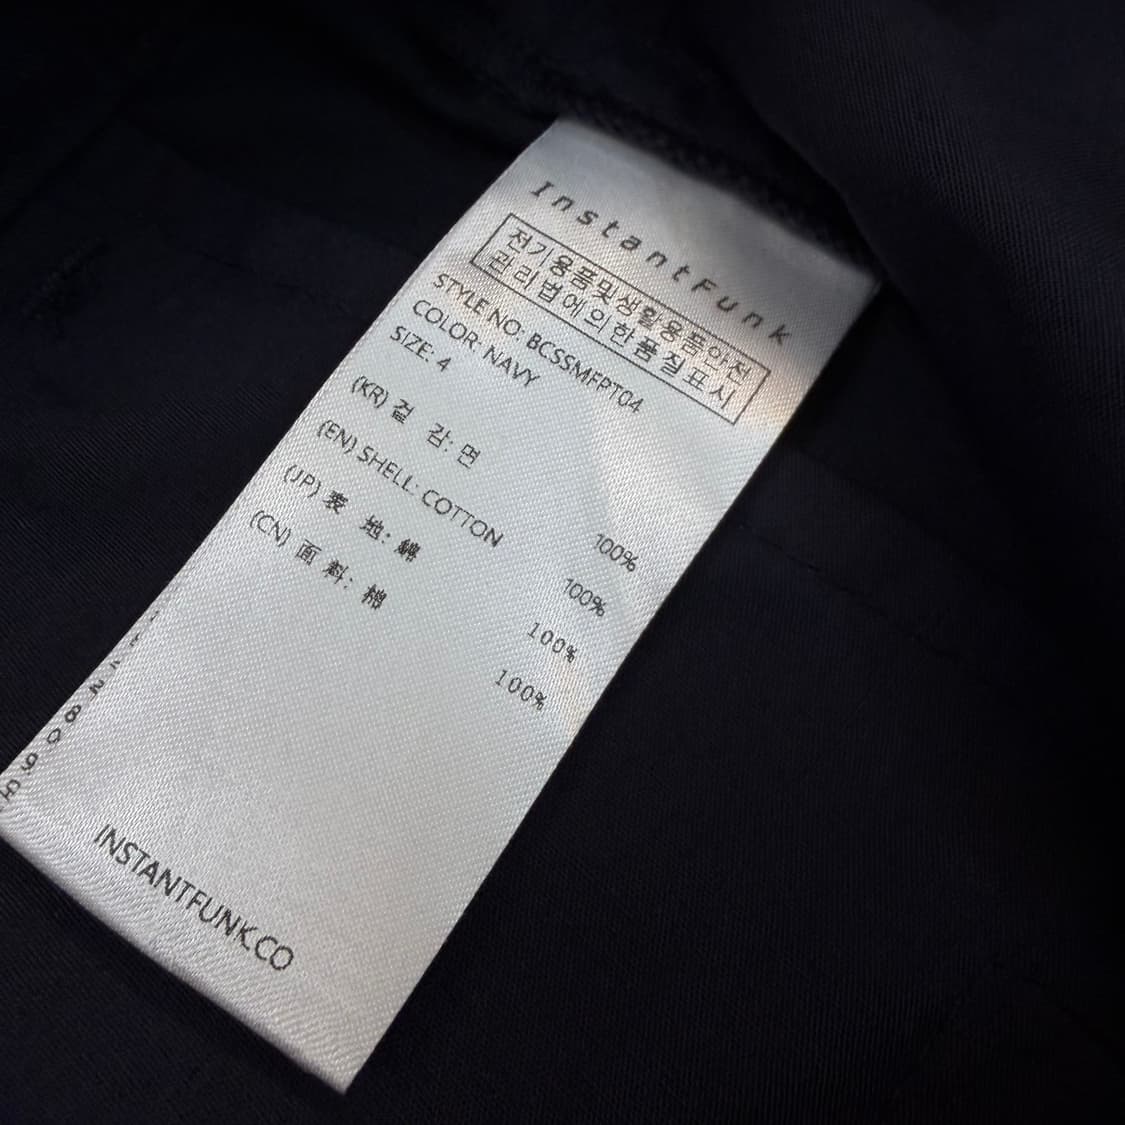 InstantFunk
전기용품및생활용품안전
관리법에의한품질표시
STYLE NO: BCSSMFPT04
COLOR: NAVY
SIZE: 4
(KR) 겉 감: 면 100%
(EN) SHELL: COTTON 100%
(JP) 表 地: 綿 100%
(CN) 面 料: 棉 100%
INSTANTFUNK.CO